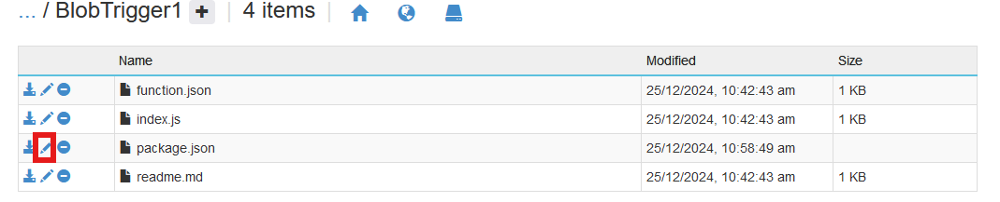 ... / BlobTrigger1 + | 4 items |
Name Modified Size
function.json 25/12/2024, 10:42:43 am 1 KB
index.js 25/12/2024, 10:42:43 am 1 KB
package.json 25/12/2024, 10:58:49 am
readme.md 25/12/2024, 10:42:43 am 1 KB